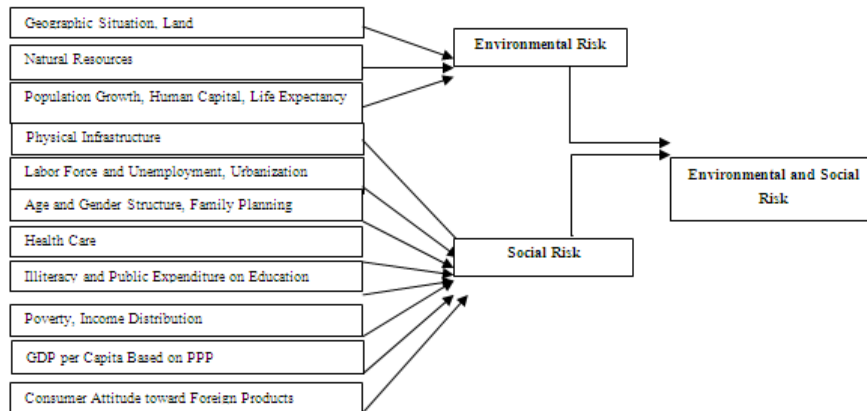 Geographic Situation, Land
Natural Resources
Population Growth, Human Capital, Life Expectancy
Physical Infrastructure
Labor Force and Unemployment, Urbanization
Age and Gender Structure, Family Planning
Health Care
Illiteracy and Public Expenditure on Education
Poverty, Income Distribution
GDP per Capita Based on PPP
Consumer Attitude toward Foreign Products
Environmental Risk
Social Risk
Environmental and Social
Risk